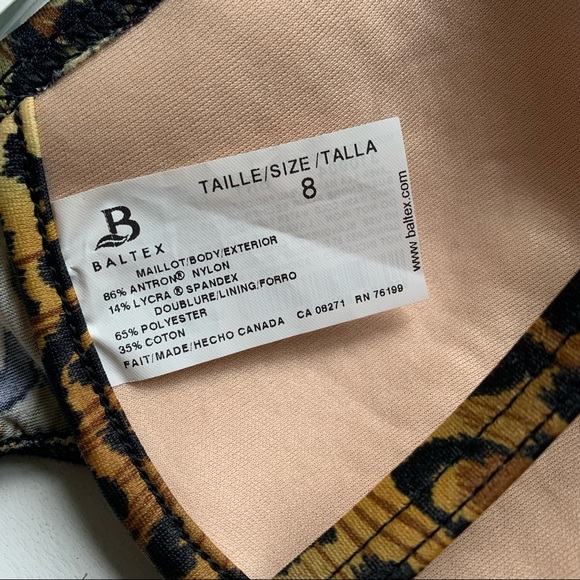 TAILLE/SIZE/TALLA
8
B
BALTEX
MAILLOT/BODY/EXTERIOR
86% ANTRON® NYLON
14% LYCRA ® SPANDEX
DOUBLURE/LINING/FORRO
65% POLYESTER
35% COTON
FAIT/MADE/HECHO CANADA CA 08271 RN 76199
www.baltex.com